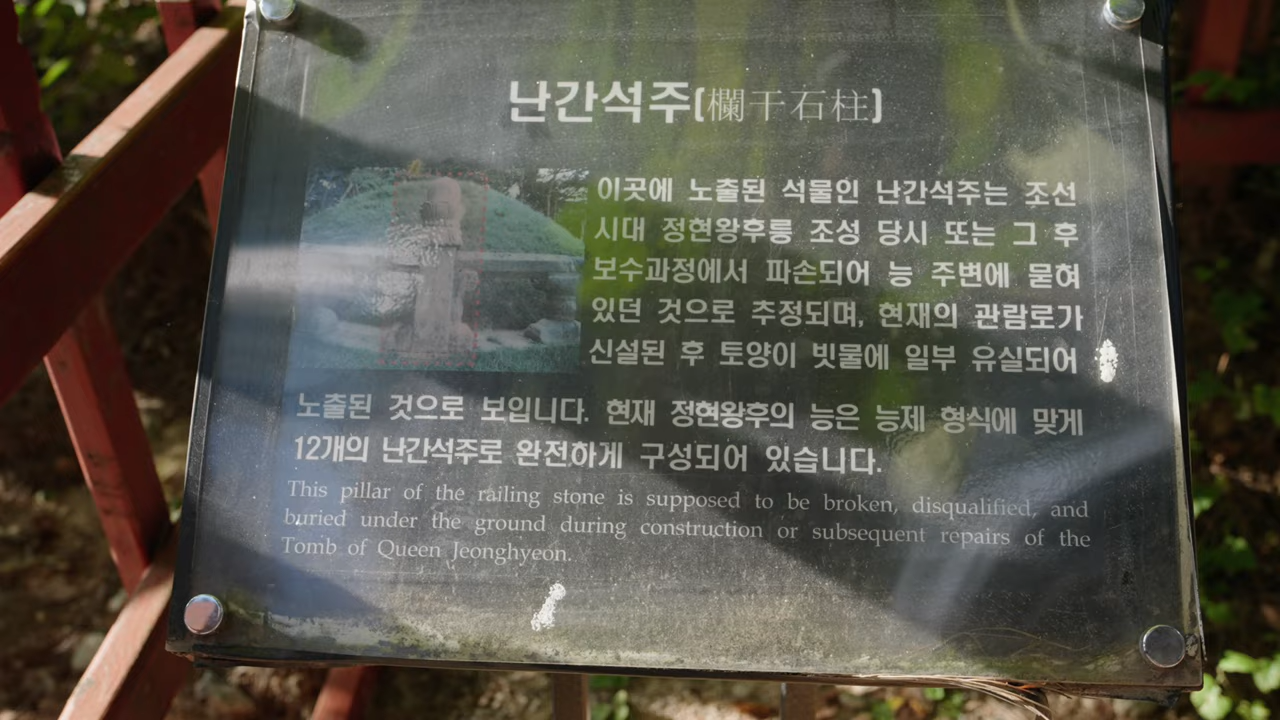 난간석주(欄干石柱)
이곳에 노출된 석물인 난간석주는 조선
시대 정현왕후릉 조성 당시 또는 그 후
보수과정에서 파손되어 능 주변에 묻혀
있던 것으로 추정되며, 현재의 관람로가
신설된 후 토양이 빗물에 일부 유실되어
노출된 것으로 보입니다. 현재 정현왕후의 능은 능제 형식에 맞게
12개의 난간석주로 완전하게 구성되어 있습니다.
This pillar of the railing stone is supposed to be broken, disqualified, and
buried under the ground during construction or subsequent repairs of the
Tomb of Queen Jeonghyeon.